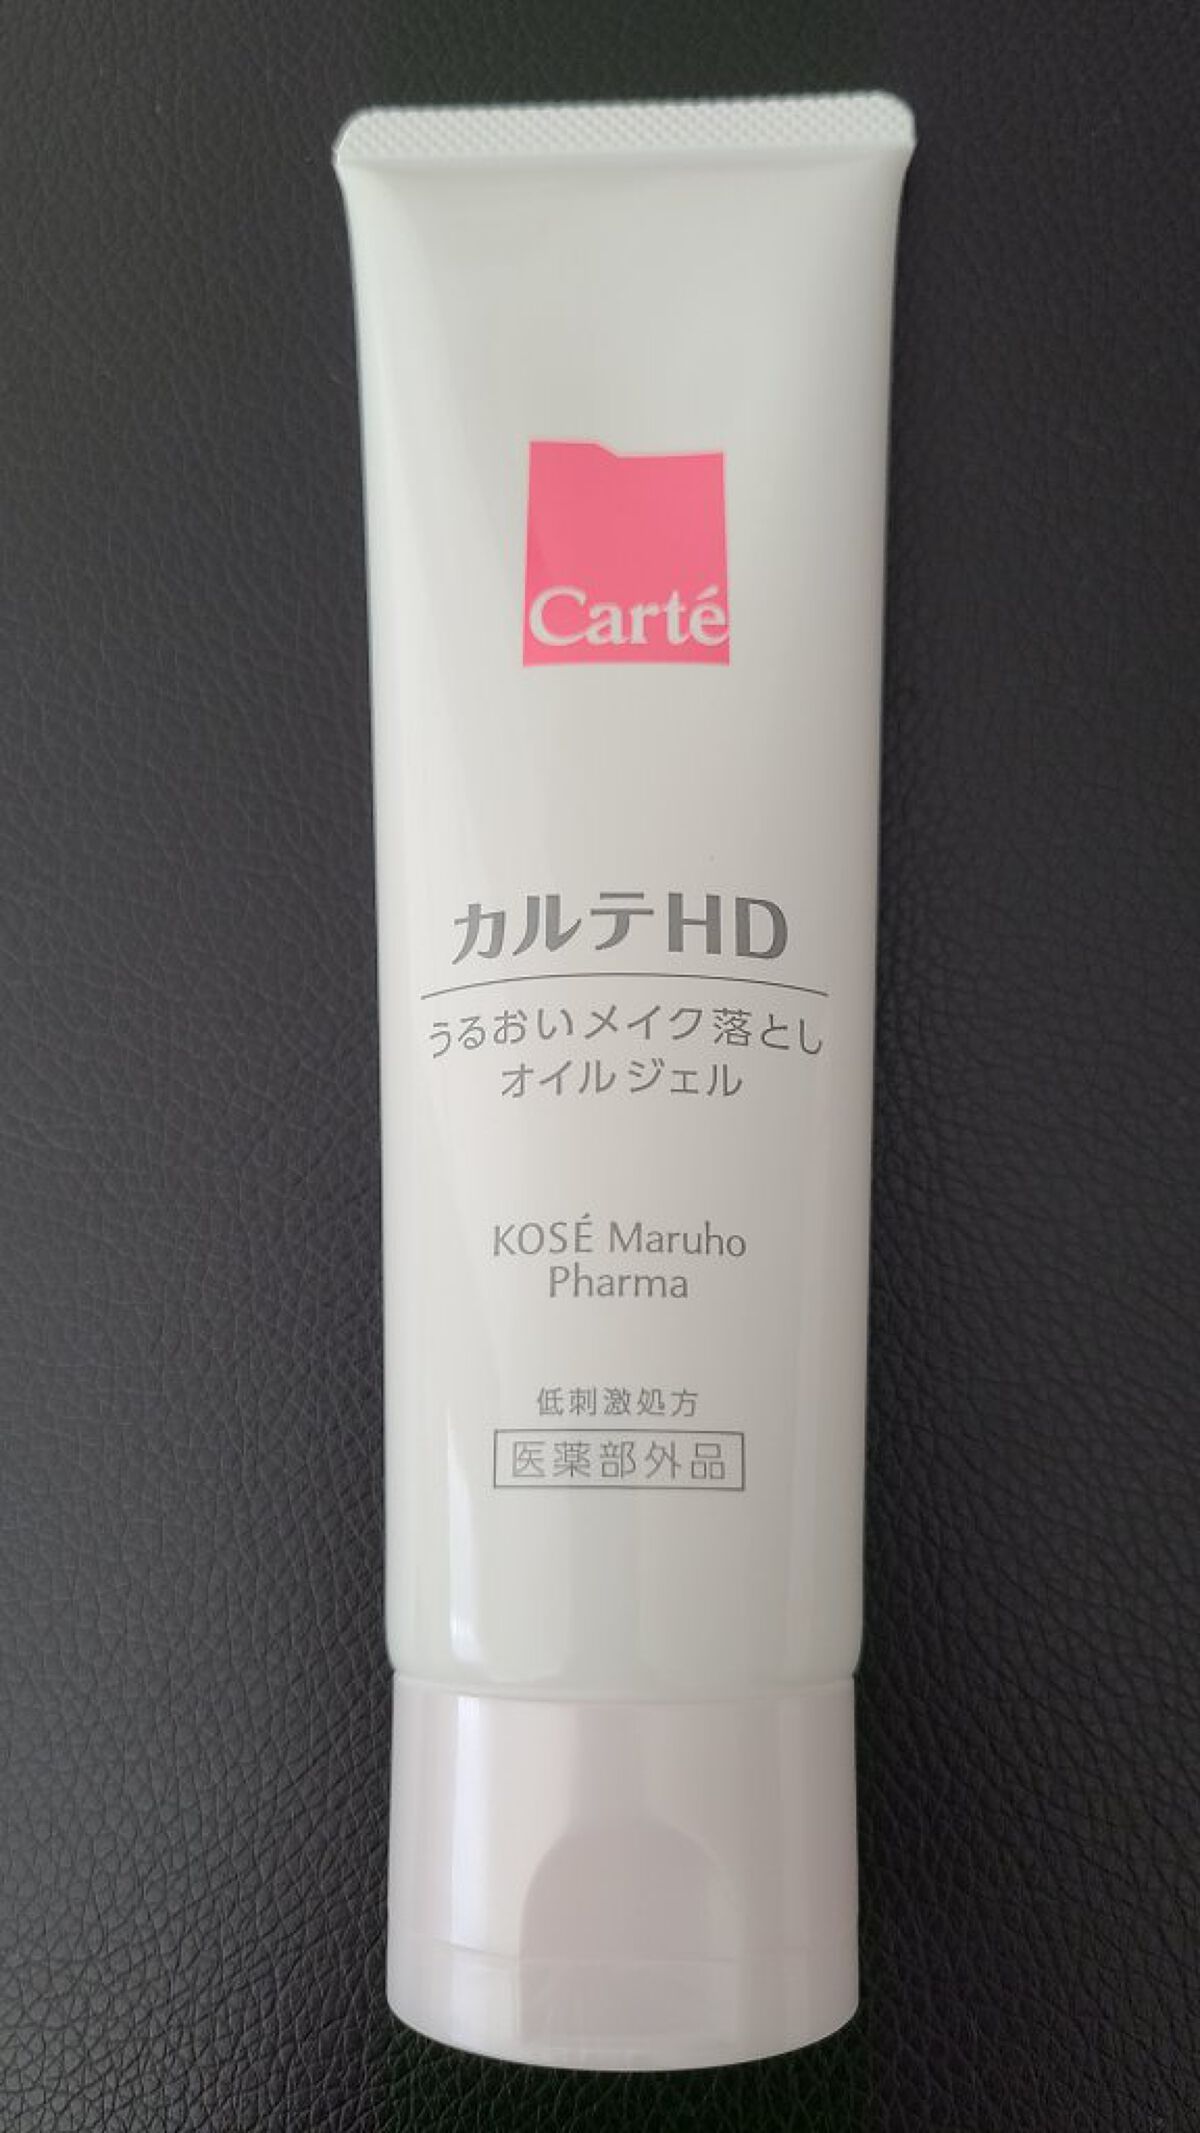 Carté
カルテHD
うるおいメイク落とし
オイルジェル
KOSÉ Maruho
Pharma
低刺激処方
医薬部外品